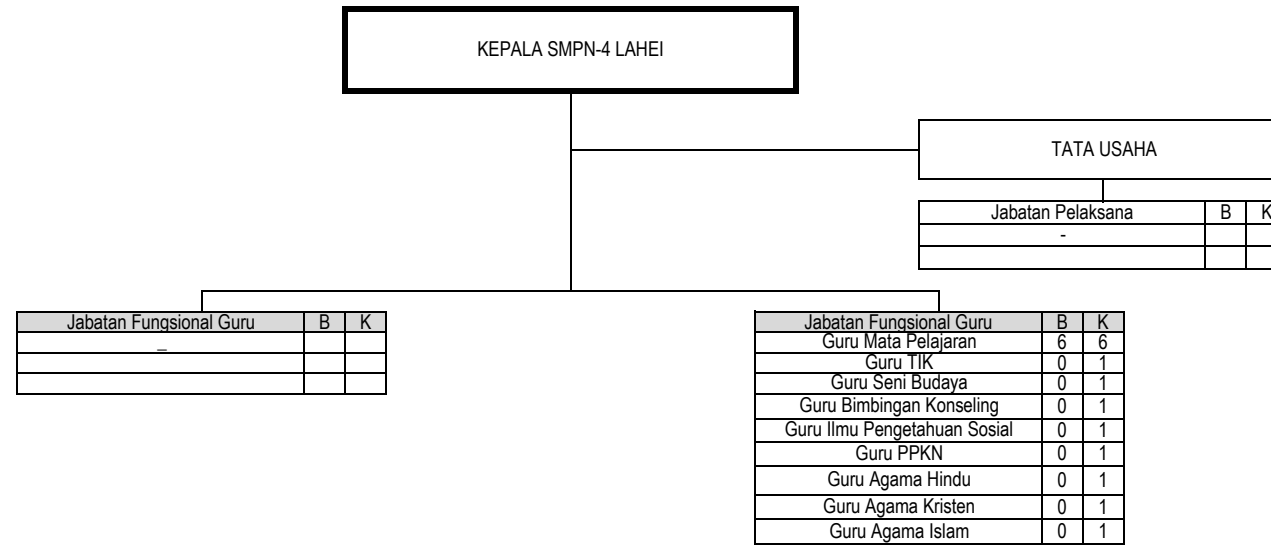 KEPALA SMPN-4 LAHEI
TATA USAHA
Jabatan Pelaksana B K
-
Jabatan Fungsional Guru B K
_
Jabatan Fungsional Guru B K
Guru Mata Pelajaran 6 6
Guru TIK 0 1
Guru Seni Budaya 0 1
Guru Bimbingan Konseling 0 1
Guru Ilmu Pengetahuan Sosial 0 1
Guru PPKN 0 1
Guru Agama Hindu 0 1
Guru Agama Kristen 0 1
Guru Agama Islam 0 1